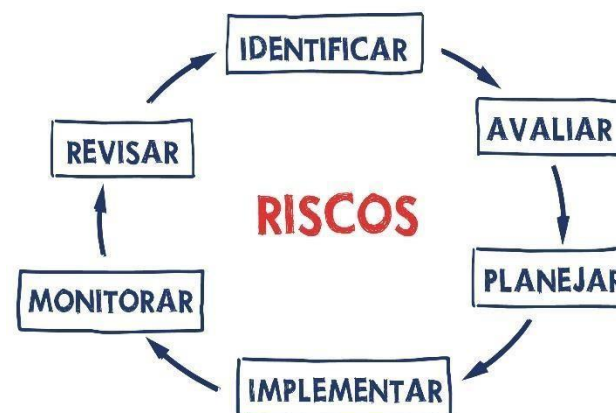 IDENTIFICAR
AVALIAR
PLANEJAR
IMPLEMENTAR
MONITORAR
REVISAR
RISCOS